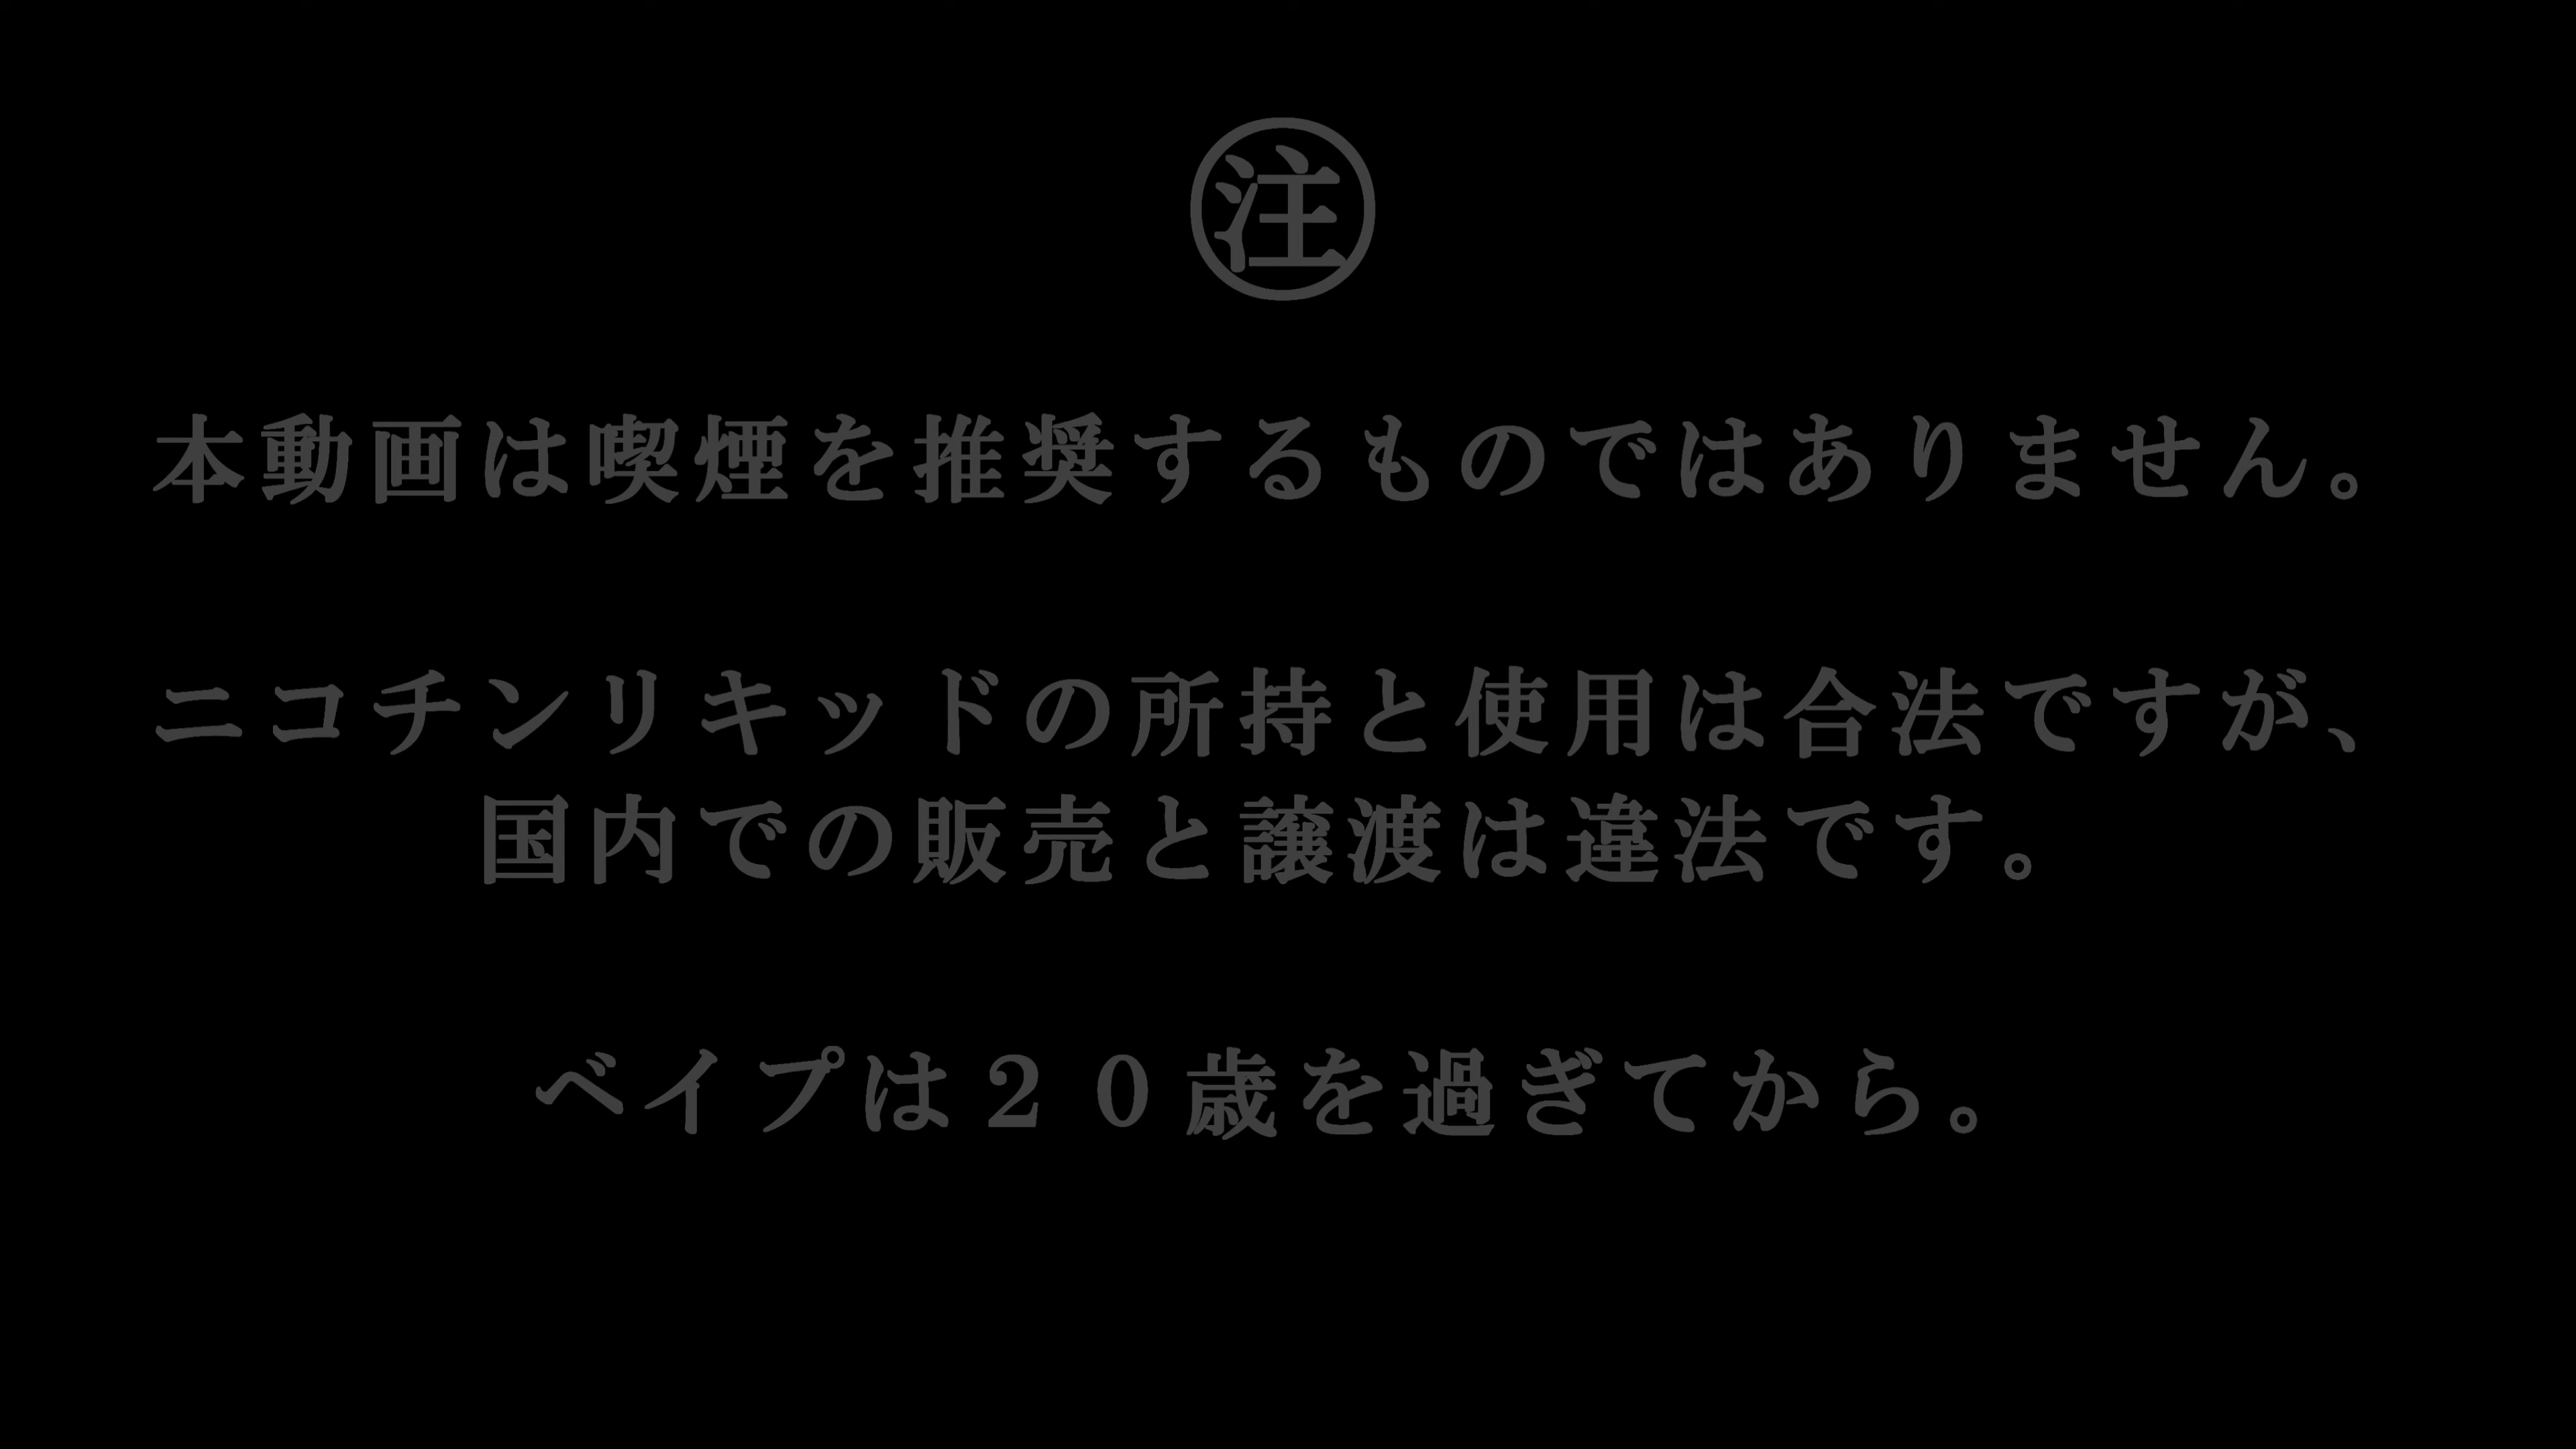 注
本動画は喫煙を推奨するものではありません。
ニコチンリキッドの所持と使用は合法ですが、
国内での販売と譲渡は違法です。
ベイプは２０歳を過ぎてから。